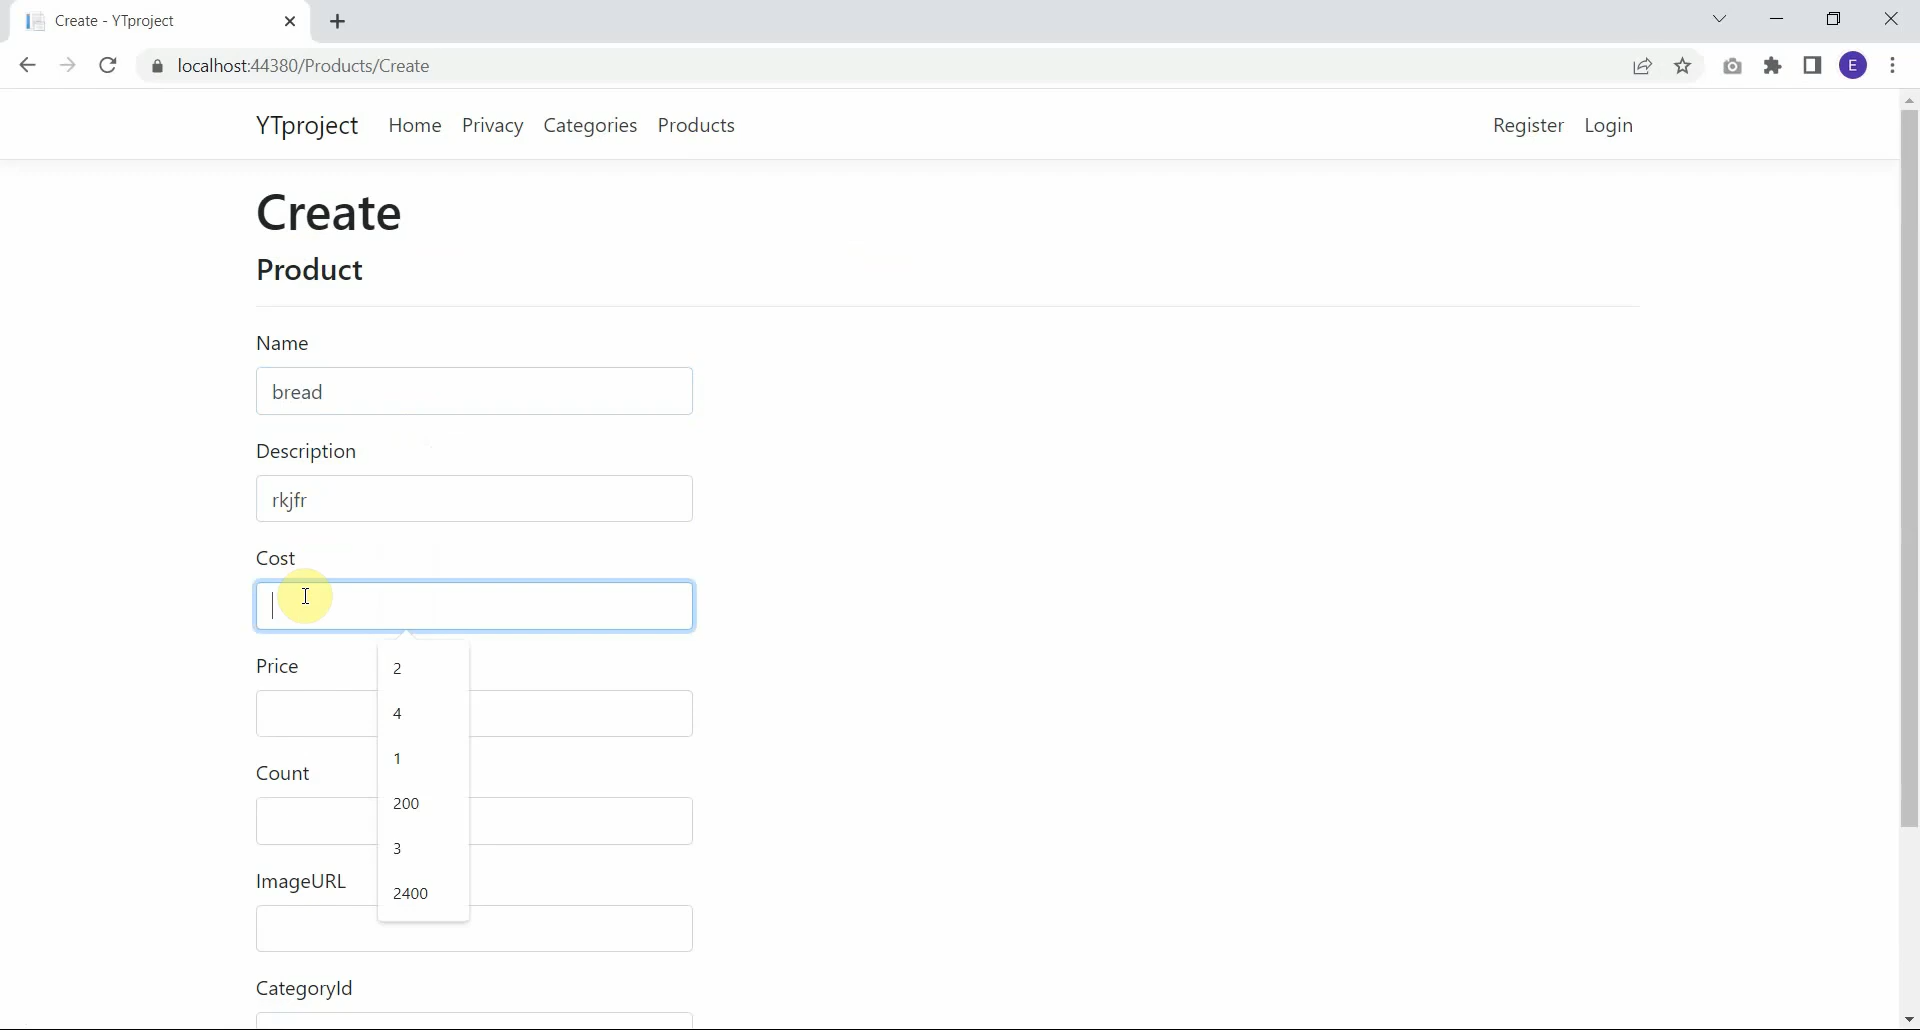 Create - YTproject
localhost:44380/Products/Create
E
YTproject Home Privacy Categories Products Register Login
Create
Product
Name
bread
Description
rkjfr
Cost
Price
2
4
Count
1
200
3
ImageURL
2400
CategoryId